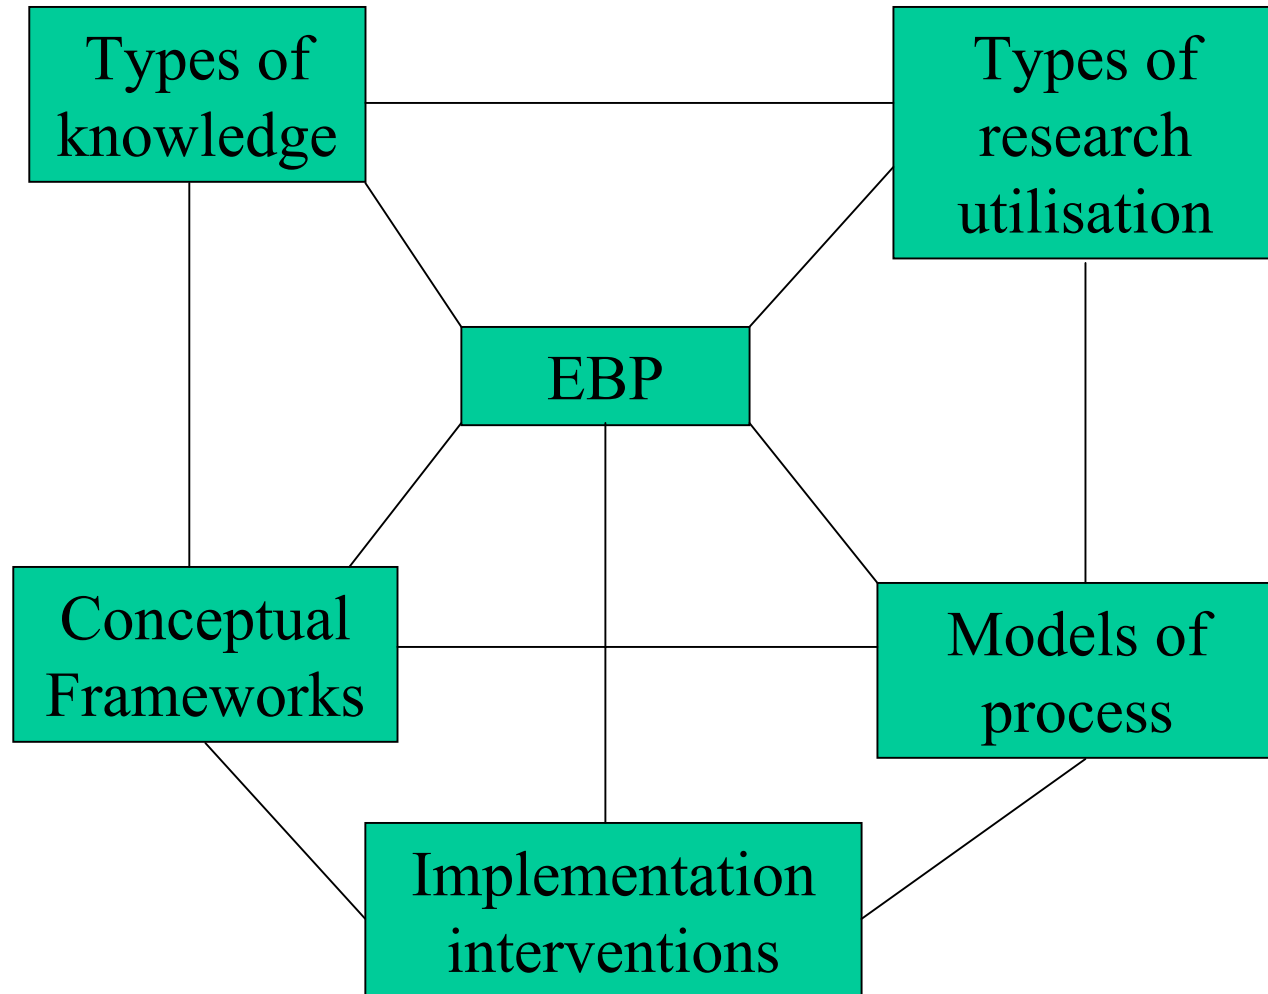 Types of
knowledge
Types of
research
utilisation
EBP
Conceptual
Frameworks
Models of
process
Implementation
interventions